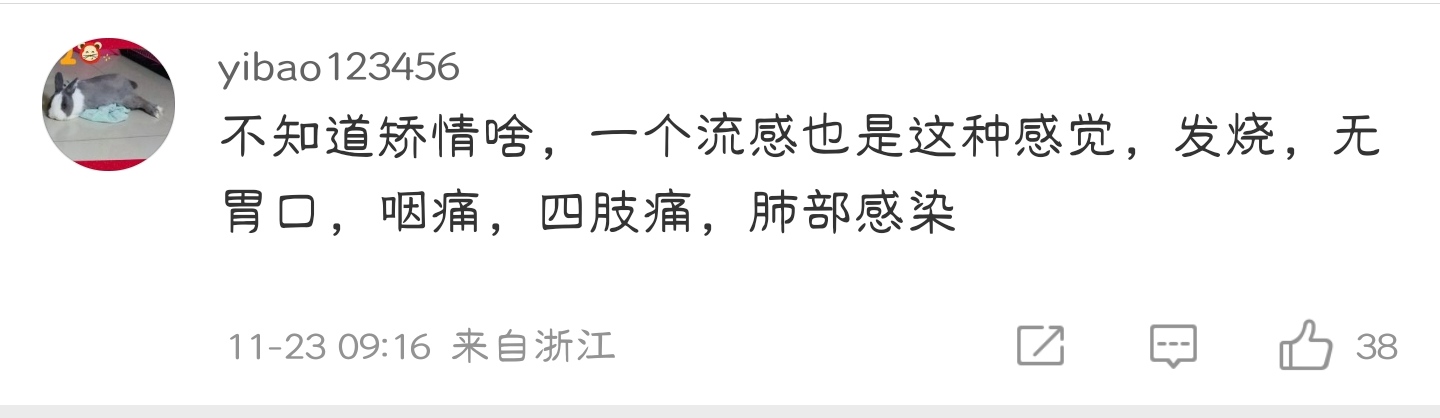 yibao123456
不知道矫情啥，一个流感也是这种感觉，发烧，无
胃口，咽痛，四肢痛，肺部感染
11-23 09:16 来自浙江
38